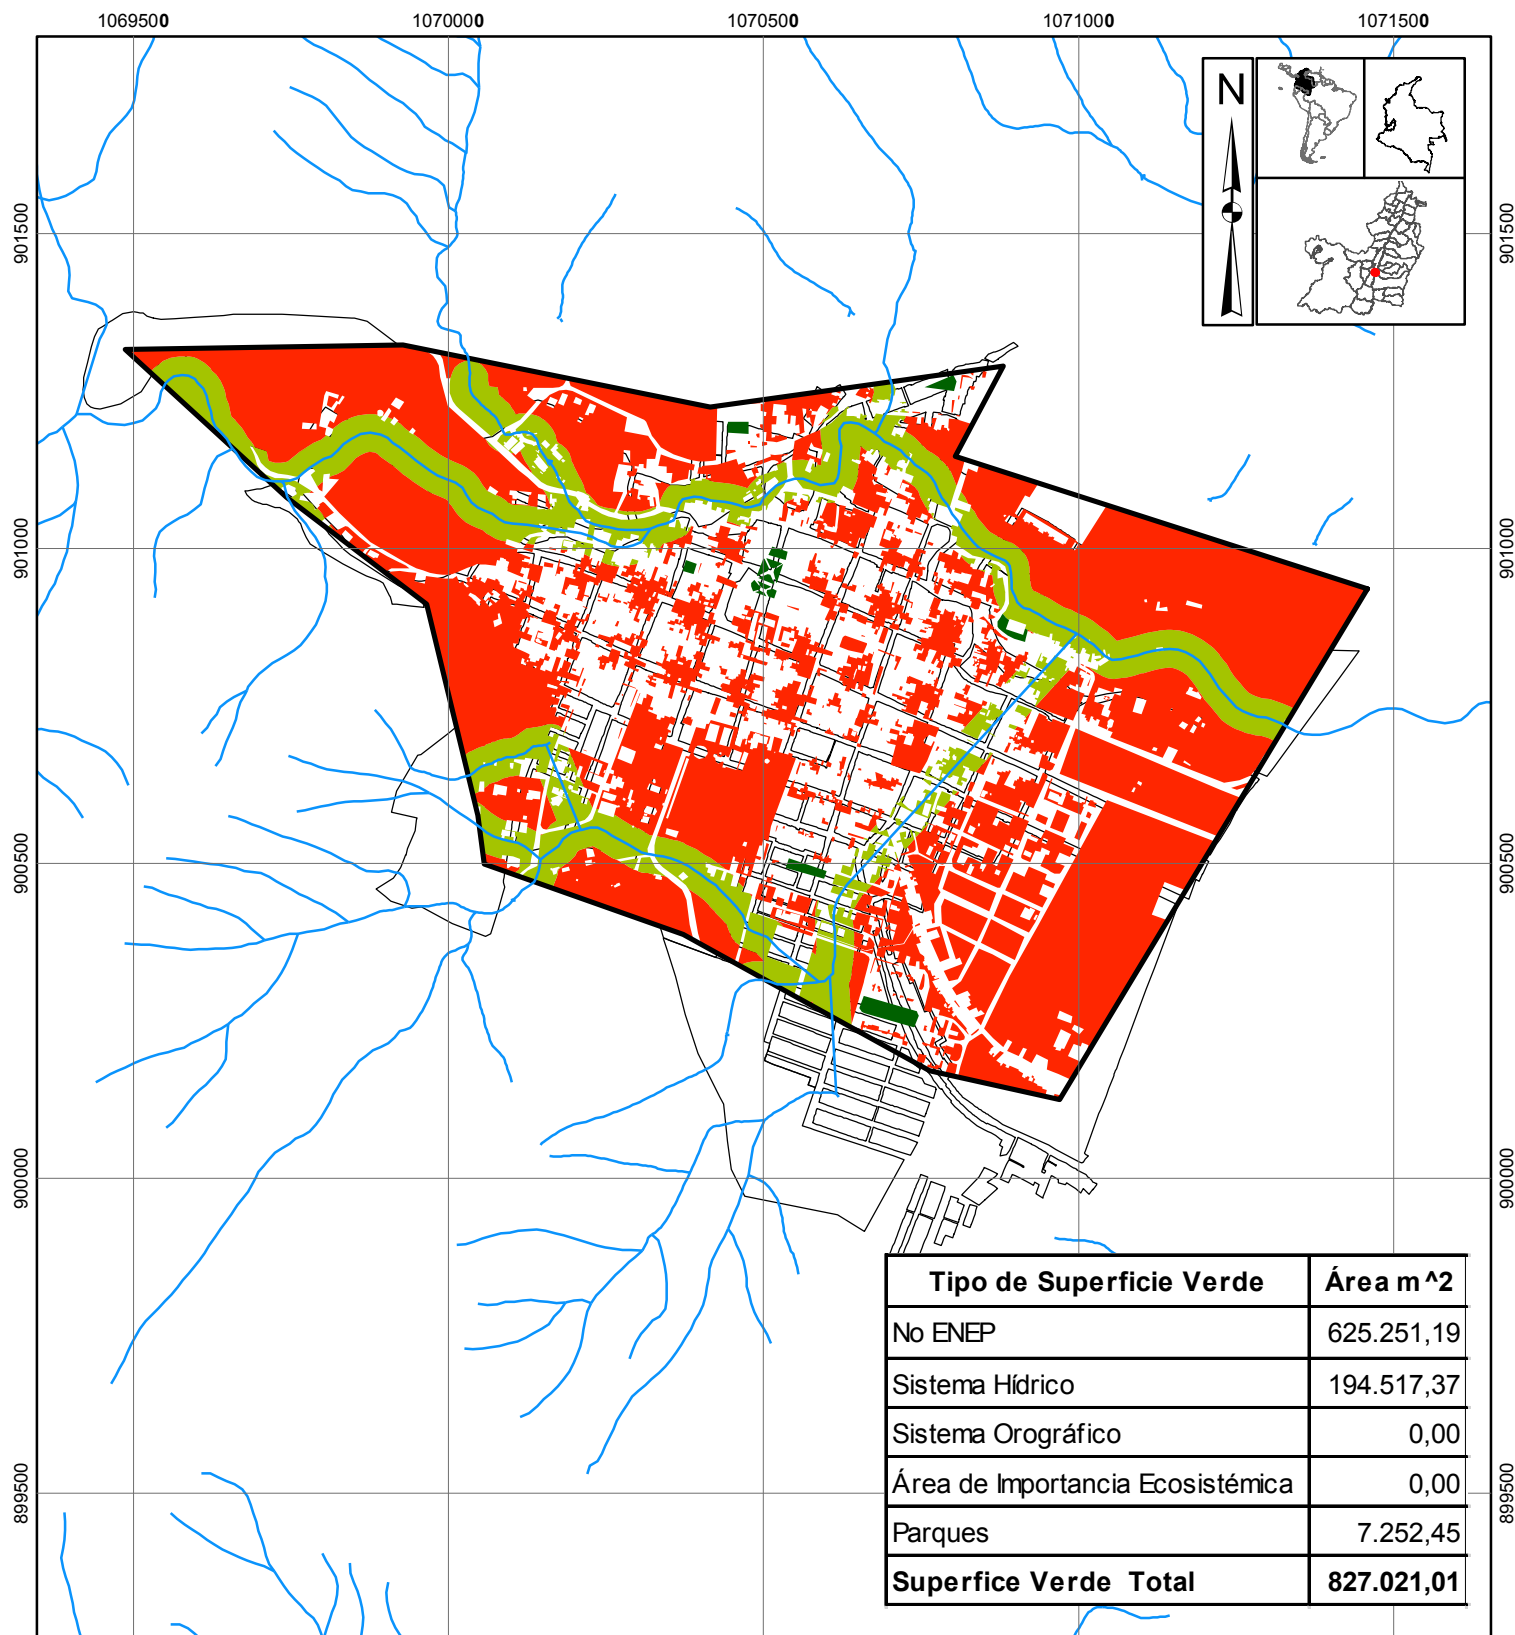 1069500 1070000 1070500 1071000 1071500
N
901500 901500
901000 901000
900500 900500
900000 900000
899500 899500
Tipo de Superficie Verde Área m^2
No ENEP 625.251,19
Sistema Hídrico 194.517,37
Sistema Orográfico 0,00
Área de Importancia Ecosistémica 0,00
Parques 7.252,45
Superfice Verde Total 827.021,01